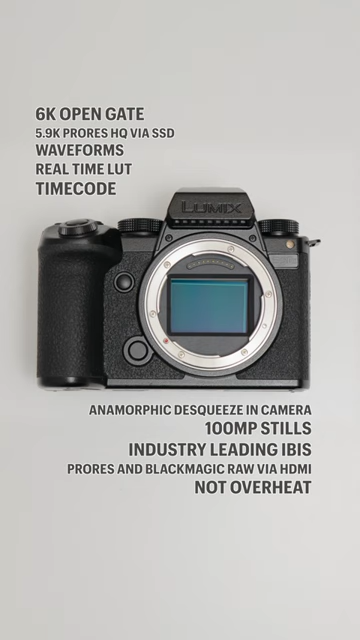 6K OPEN GATE
5.9K PRORES HQ VIA SSD
WAVEFORMS
REAL TIME LUT
TIMECODE
LUMIX
ANAMORPHIC DESQUEEZE IN CAMERA
100MP STILLS
INDUSTRY LEADING IBIS
PRORES AND BLACKMAGIC RAW VIA HDMI
NOT OVERHEAT